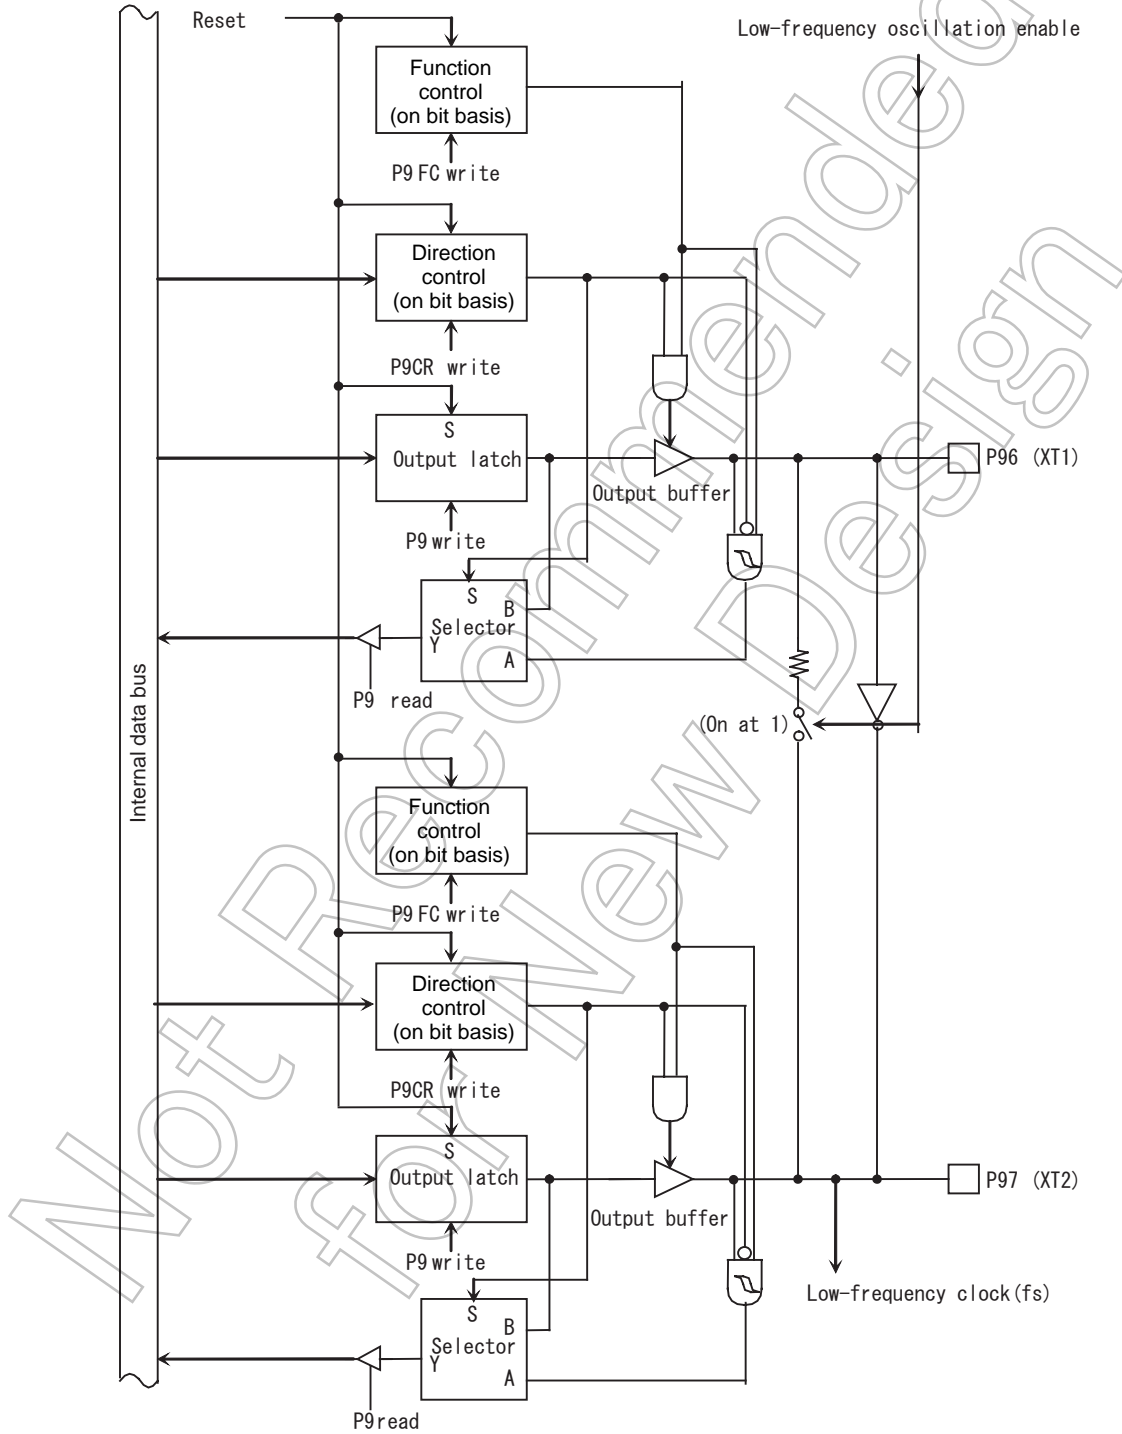 Reset
Low-frequency oscillation enable
Function
control
(on bit basis)
P9 FC write
Direction
control
(on bit basis)
P9CR write
S
Output latch
P96 (XT1)
Output buffer
P9 write
S
B
Selector
Y
A
P9 read
(On at 1)
Internal data bus
Function
control
(on bit basis)
P9 FC write
Direction
control
(on bit basis)
P9CR write
S
Output latch
P97 (XT2)
Output buffer
P9 write
Low-frequency clock(fs)
S
B
Selector
Y
A
P9read
Not Recommended
for New Design